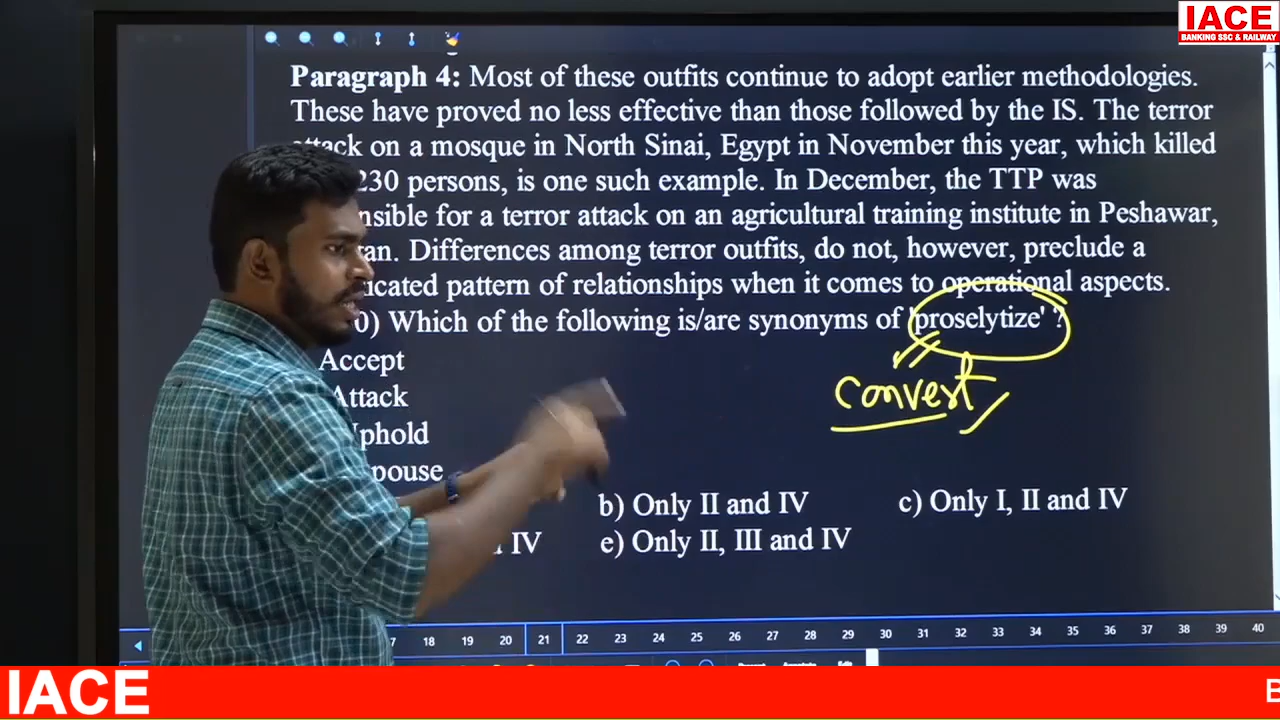 IACE
BANKING SSC & RAILWAY
Paragraph 4: Most of these outfits continue to adopt earlier methodologies.
These have proved no less effective than those followed by the IS. The terror
attack on a mosque in North Sinai, Egypt in November this year, which killed
230 persons, is one such example. In December, the TTP was
nsible for a terror attack on an agricultural training institute in Peshawar,
an. Differences among terror outfits, do not, however, preclude a
icated pattern of relationships when it comes to operational aspects.
0) Which of the following is/are synonyms of 'proselytize' ?
convert
Accept
Attack
Uphold
pouse
b) Only II and IV c) Only I, II and IV
IV e) Only II, III and IV
17 18 19 20 21 22 23 24 25 26 27 28 29 30 31 32 33 34 35 36 37 38 39 40
IACE